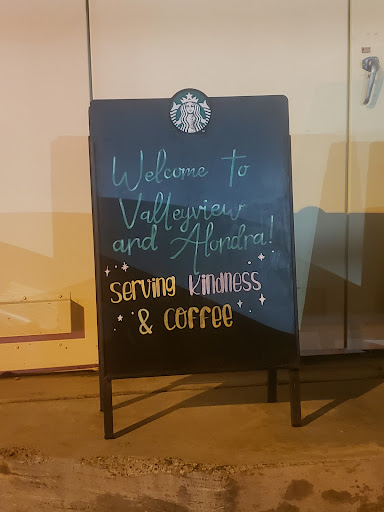 Welcome to
Valleyview
and Alondra!
Serving Kindness
& Coffee